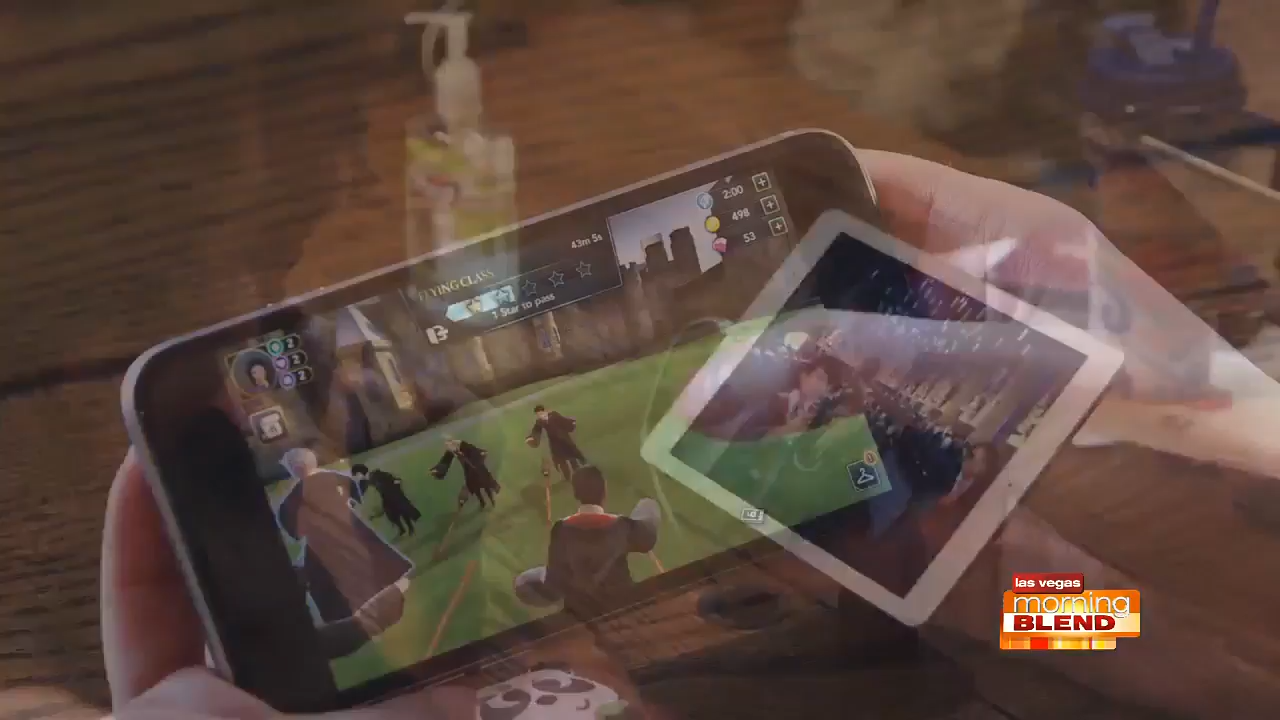 2:00
498
53
43m 5s
FLYING CLASS
1 Star to pass
2
2
2
las vegas
morning
BLEND